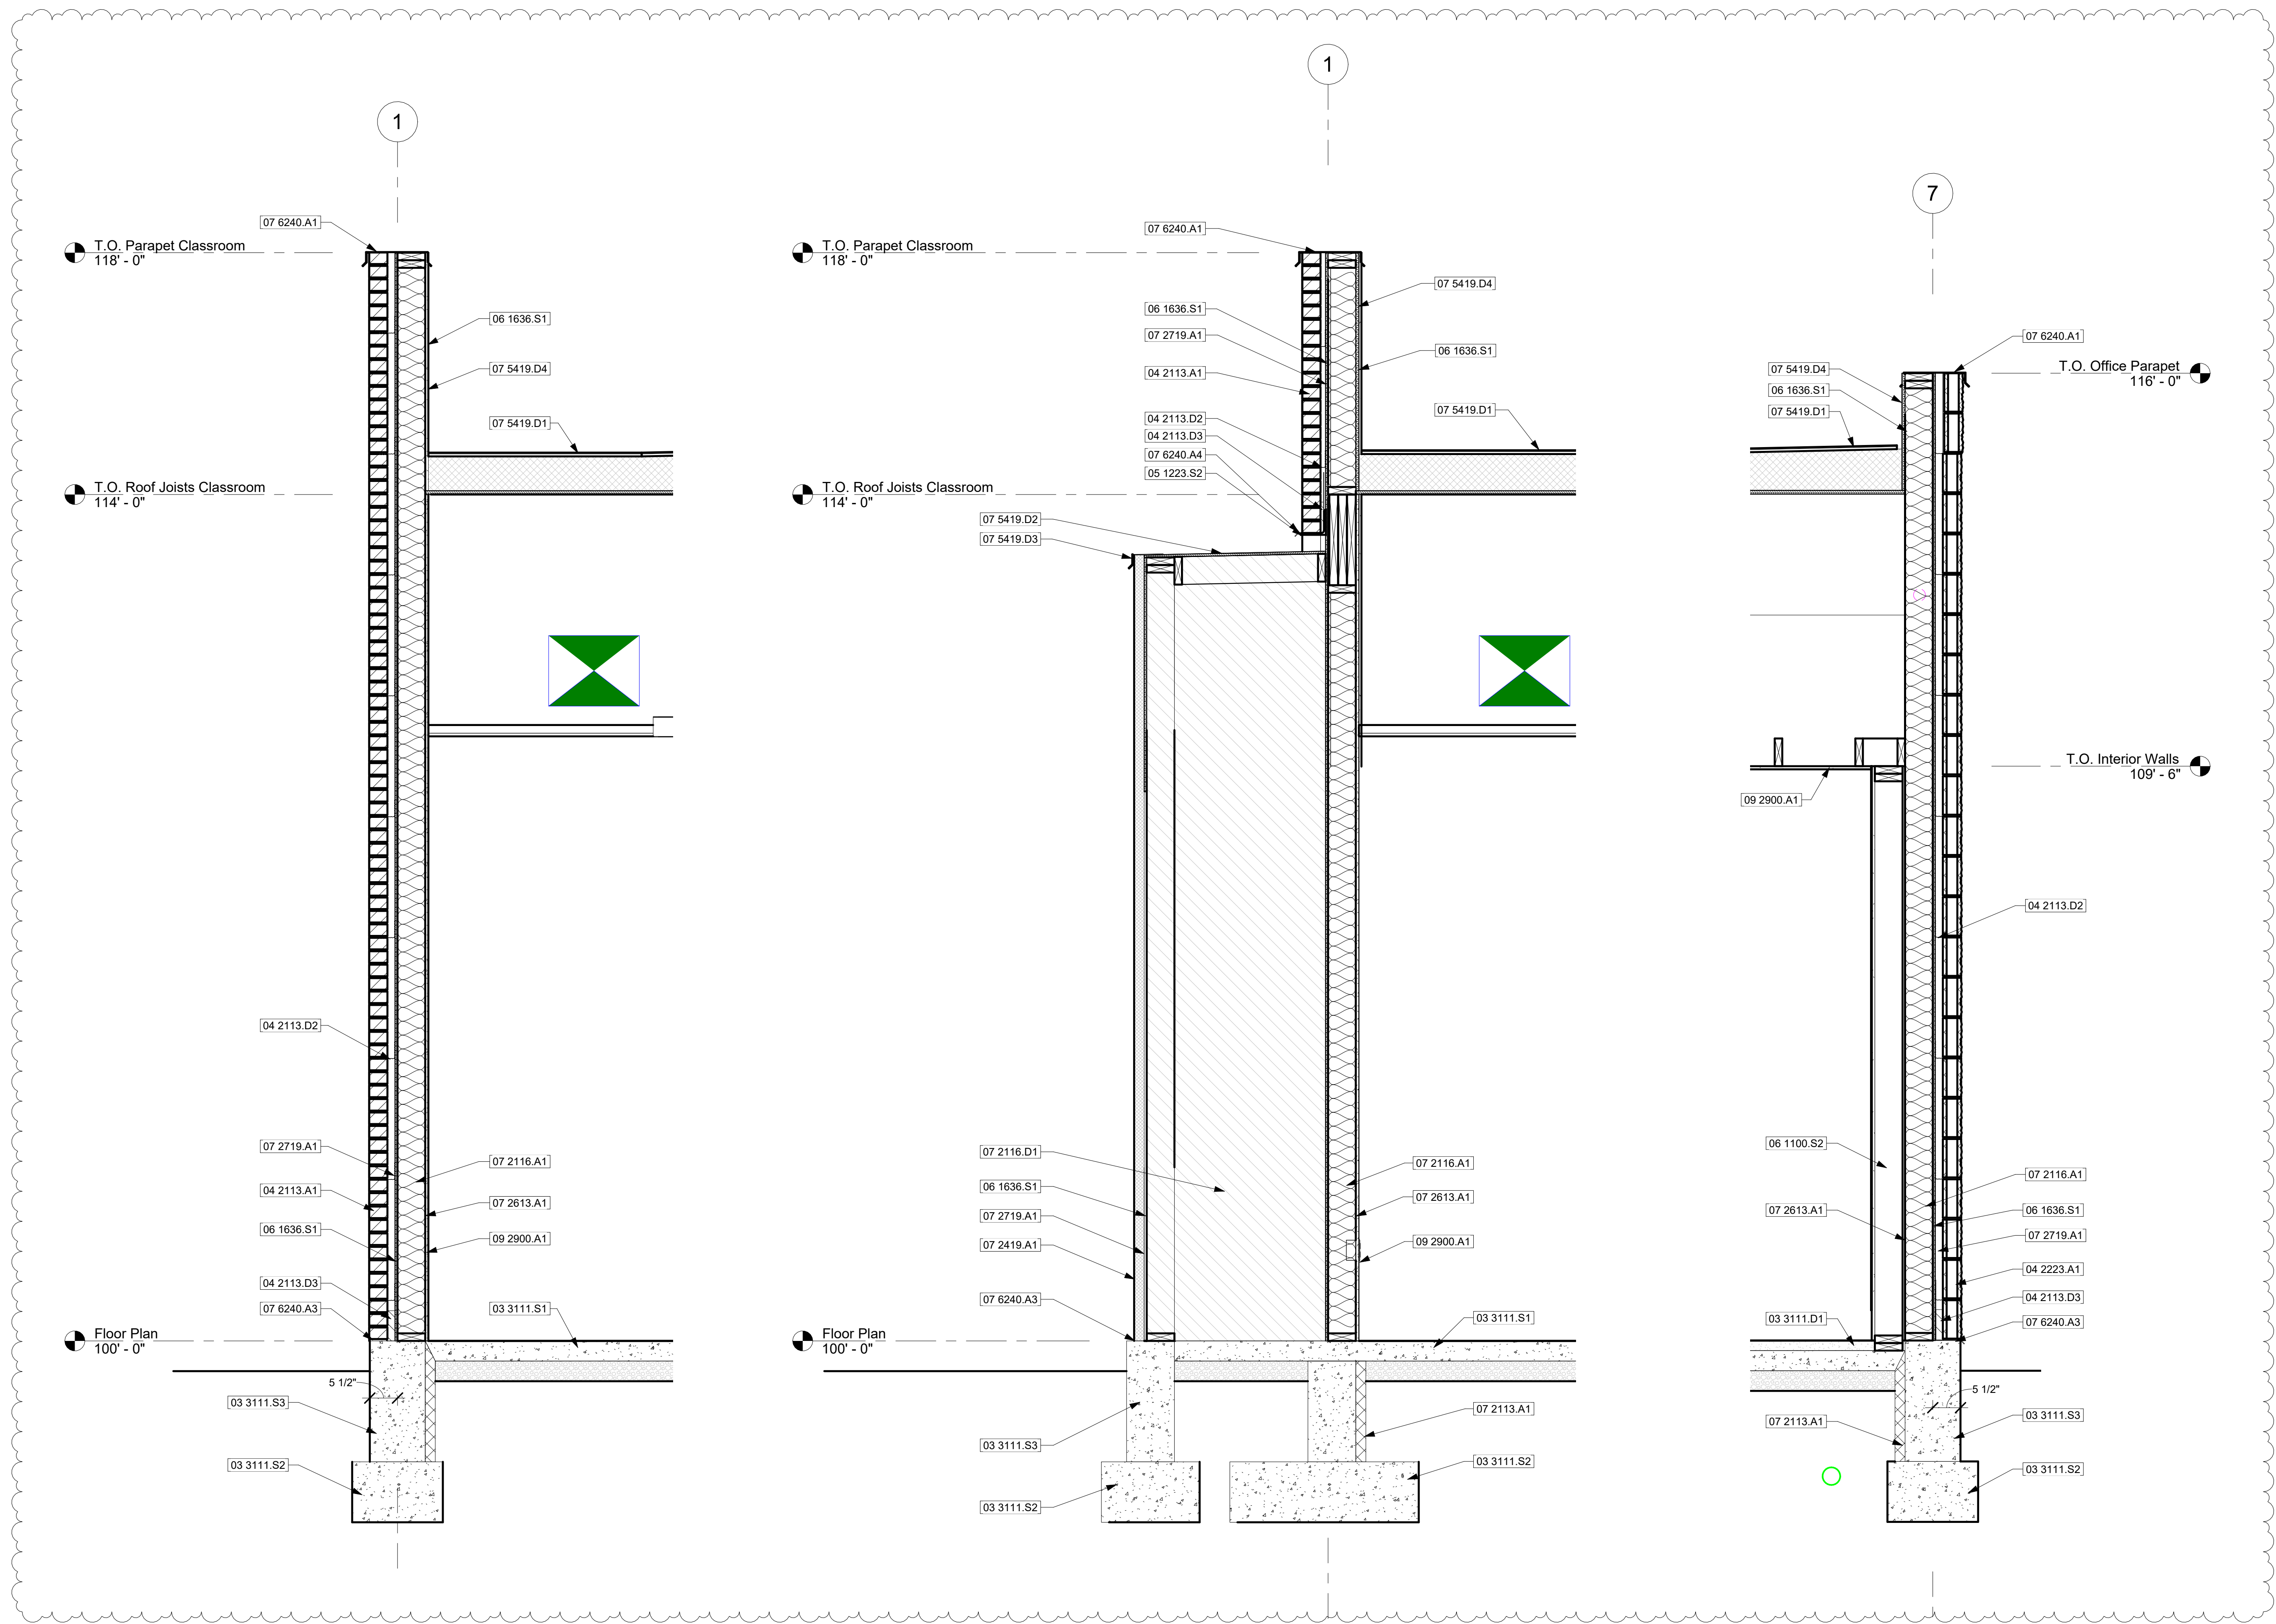 1
07 6240.A1
T.O. Parapet Classroom
118' - 0"
06 1636.S1
07 5419.D4
07 5419.D1
T.O. Roof Joists Classroom
114' - 0"
04 2113.D2
07 2719.A1
07 2116.A1
04 2113.A1
07 2613.A1
06 1636.S1
09 2900.A1
04 2113.D3
07 6240.A3
03 3111.S1
Floor Plan
100' - 0"
5 1/2"
03 3111.S3
03 3111.S2
1
07 6240.A1
T.O. Parapet Classroom
118' - 0"
07 5419.D4
06 1636.S1
07 2719.A1
06 1636.S1
04 2113.A1
07 5419.D1
04 2113.D2
04 2113.D3
07 6240.A4
05 1223.S2
T.O. Roof Joists Classroom
114' - 0"
07 5419.D2
07 5419.D3
07 2116.D1
07 2116.A1
06 1636.S1
07 2613.A1
07 2719.A1
07 2419.A1
09 2900.A1
07 6240.A3
03 3111.S1
Floor Plan
100' - 0"
07 2113.A1
03 3111.S3
03 3111.S2
03 3111.S2
7
07 6240.A1
T.O. Office Parapet
116' - 0"
07 5419.D4
06 1636.S1
07 5419.D1
T.O. Interior Walls
109' - 6"
09 2900.A1
04 2113.D2
06 1100.S2
07 2116.A1
07 2613.A1
06 1636.S1
07 2719.A1
04 2223.A1
04 2113.D3
03 3111.D1
07 6240.A3
5 1/2"
07 2113.A1
03 3111.S3
03 3111.S2